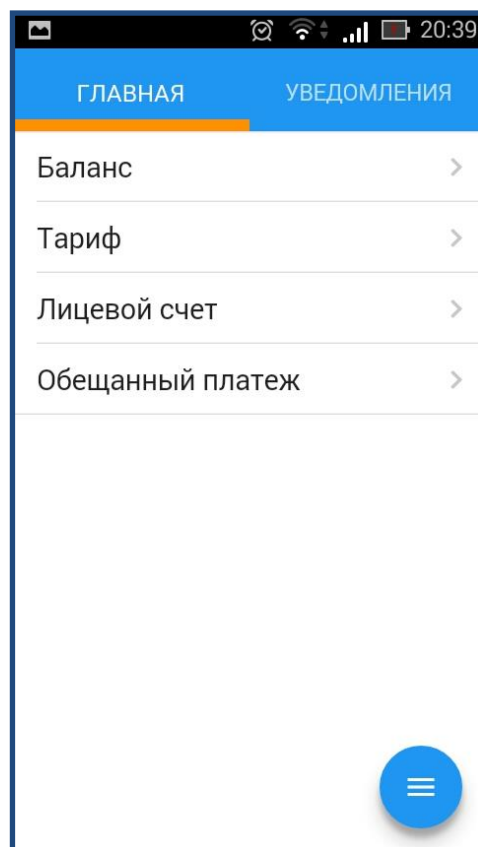 20:39
ГЛАВНАЯ УВЕДОМЛЕНИЯ
Баланс
Тариф
Лицевой счет
Обещанный платеж